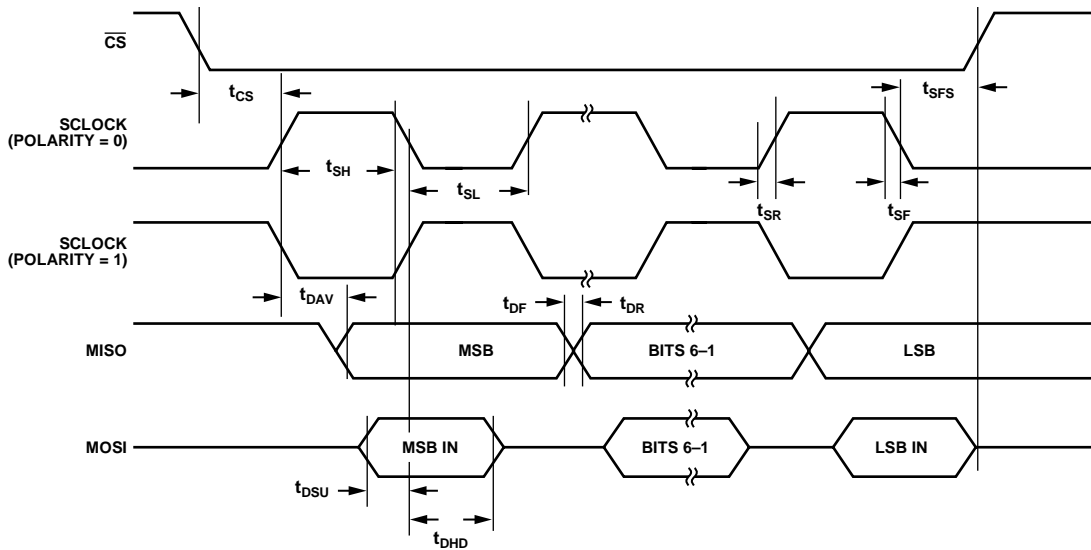 CS
tCS
tSFS
SCLOCK
(POLARITY = 0)
tSH
tSL
tSR
tSF
SCLOCK
(POLARITY = 1)
tDAV
tDF
tDR
MISO
MSB
BITS 6–1
LSB
MOSI
MSB IN
BITS 6–1
LSB IN
tDSU
tDHD